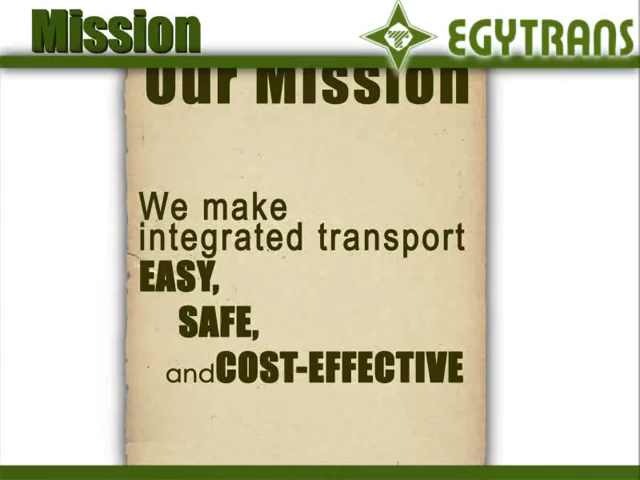 Mission
EGYTRANS
Our Mission
We make
integrated transport
EASY,
SAFE,
and COST-EFFECTIVE